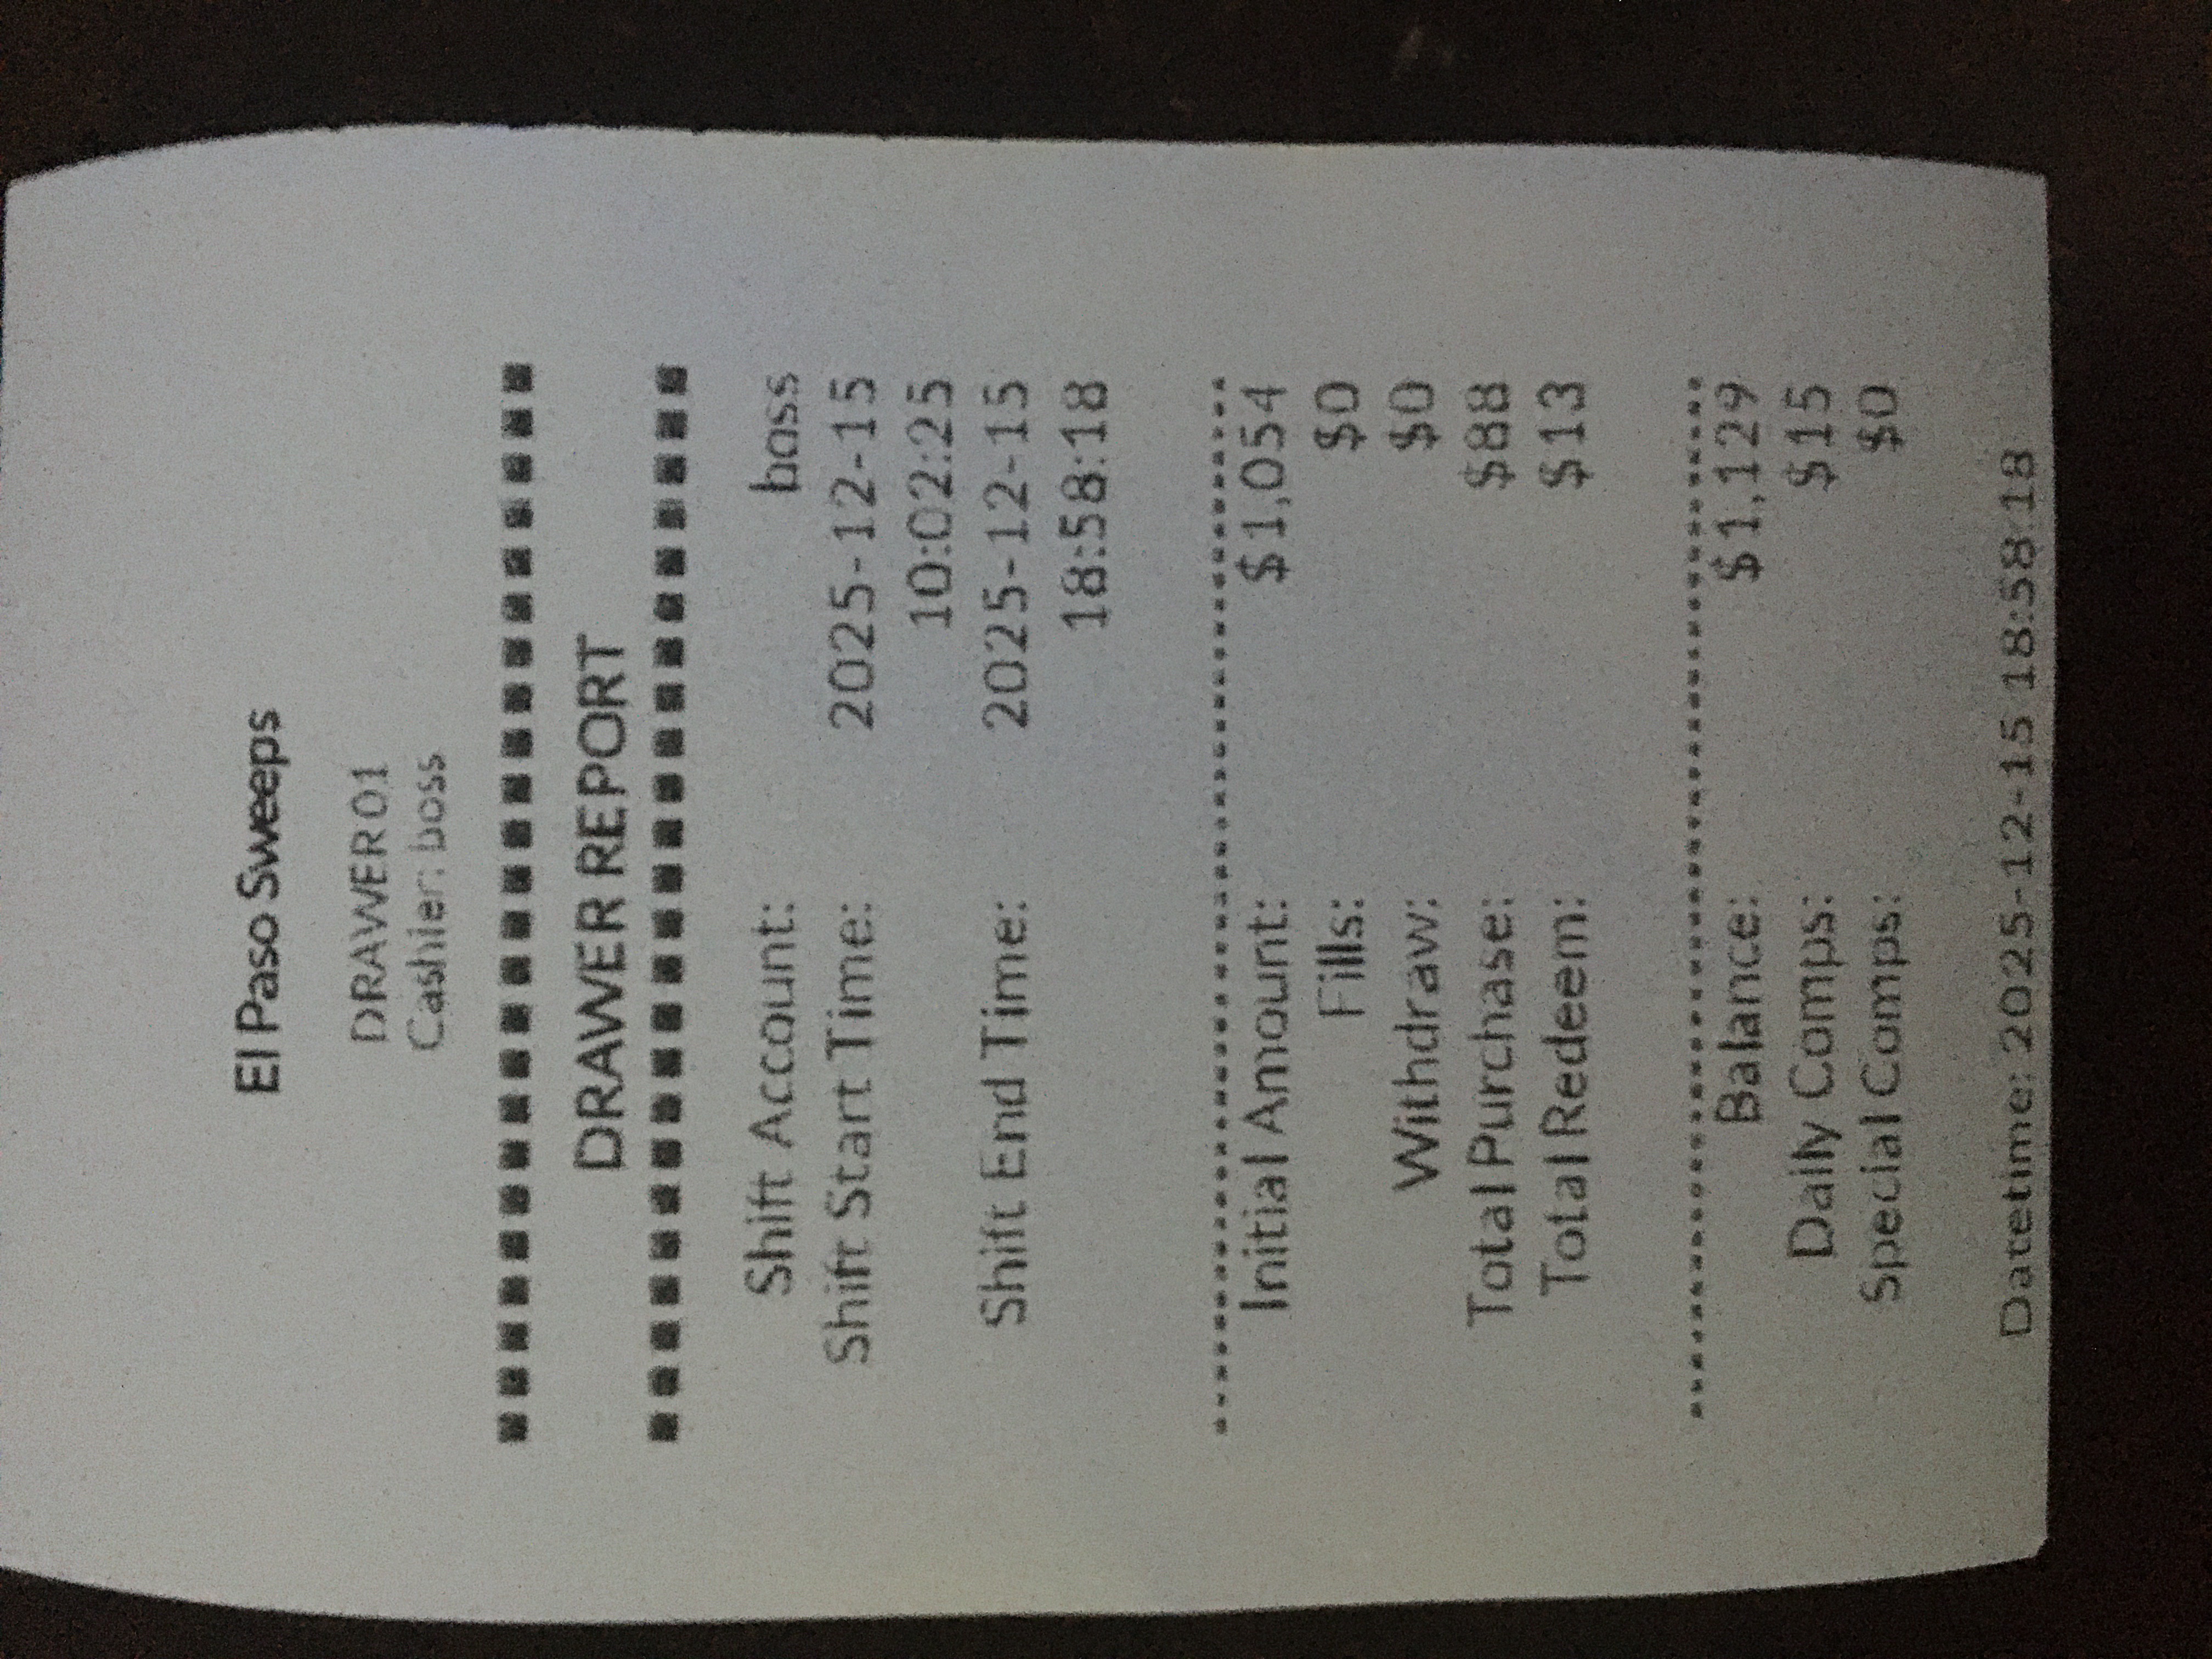 El Paso Sweeps
DRAWER01
Cashier: boss
DRAWER REPORT
Shift Account: boss
Shift Start Time: 2025-12-15
10:02:25
Shift End Time: 2025-12-15
18:58:18
Initial Amount: $1,054
Fills: $0
Withdraw: $0
Total Purchase: $88
Total Redeem: $13
Balance: $1,129
Daily Comps: $15
Special Comps: $0
Datetime: 2025-12-15 18:58:18